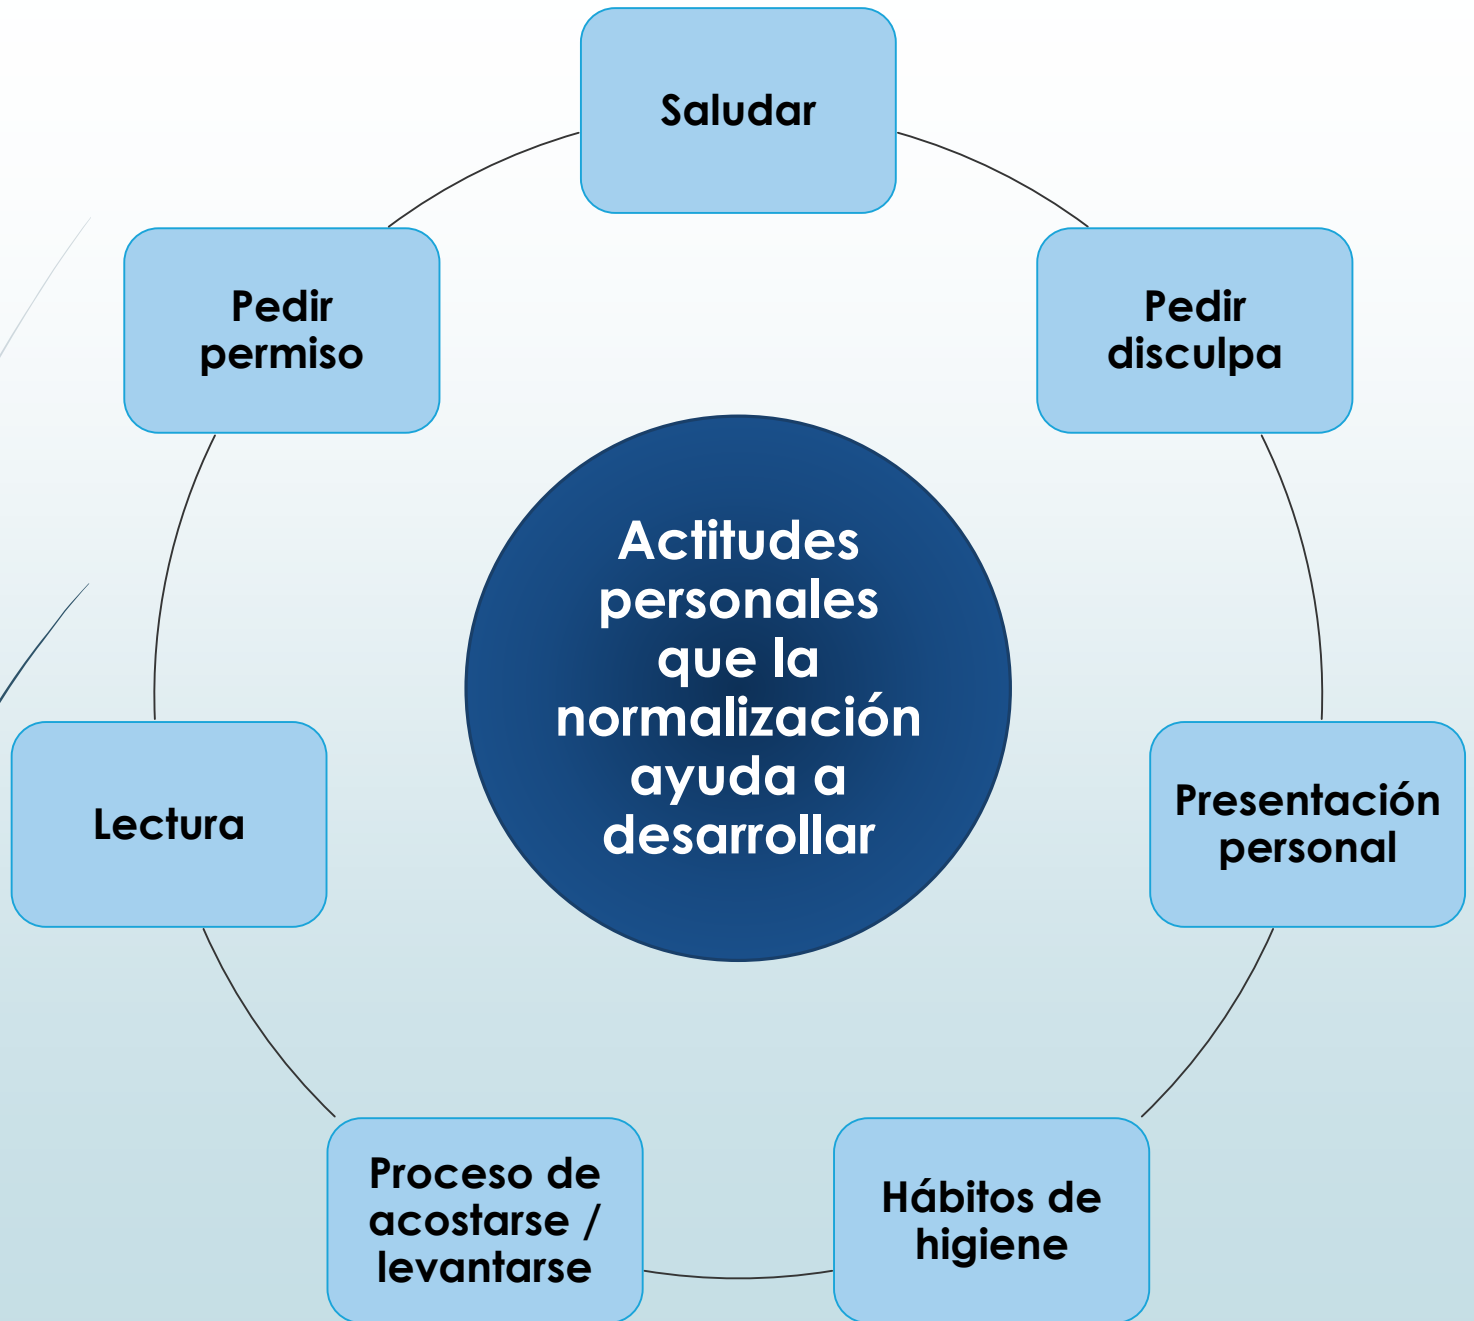 Saludar
Pedir
disculpa
Presentación
personal
Hábitos de
higiene
Proceso de
acostarse /
levantarse
Lectura
Pedir
permiso
Actitudes
personales
que la
normalización
ayuda a
desarrollar